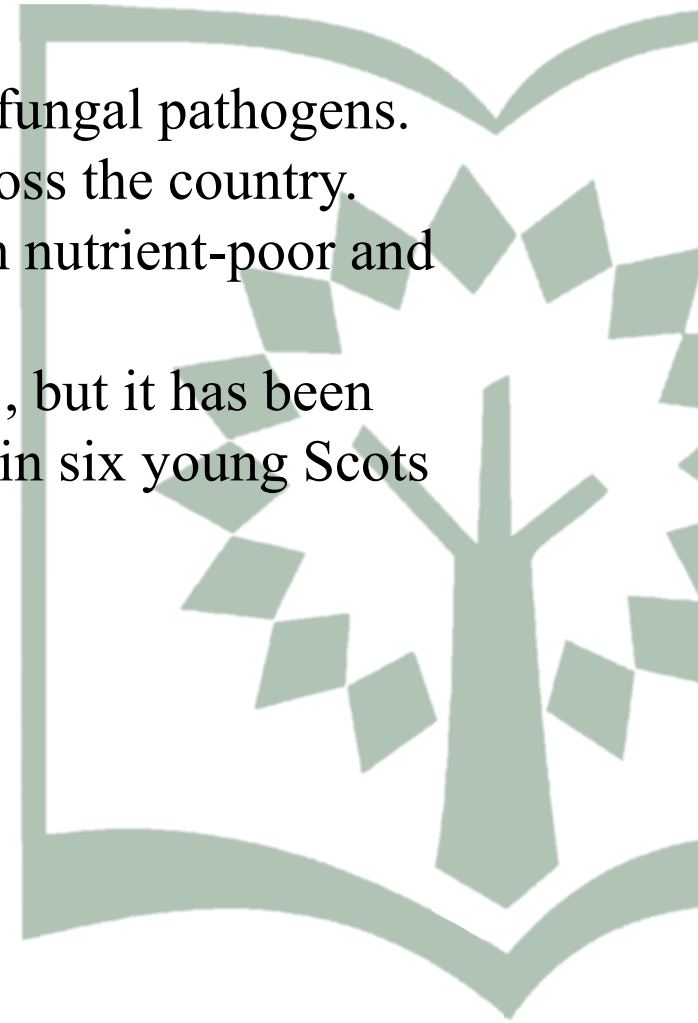 fungal pathogens.
oss the country.
n nutrient-poor and
, but it has been
in six young Scots